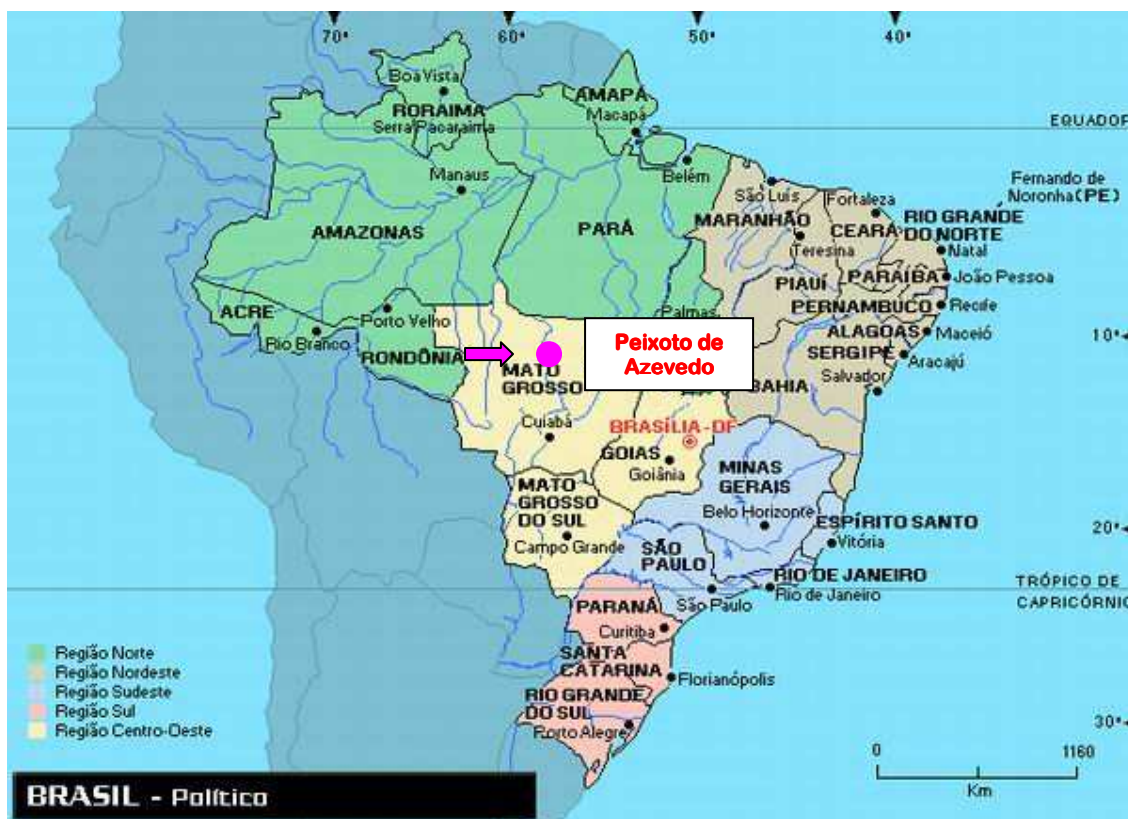 70°
60°
50°
40°
Boa Vista
RORAIMA
Serra Pacaraima
AMAPÁ
Macapá
EQUADOR
Manaus
Belém
São Luís
Fortaleza
Fernando de
Noronha(PE)
AMAZONAS
PARÁ
MARANHÃO
Teresina
CEARÁ
RIO GRANDE
DO NORTE
Natal
PIAUÍ
PARAÍBA
João Pessoa
ACRE
Rio Branco
Porto Velho
Palmas
PERNAMBUCO
Recife
RONDÔNIA
Peixoto de
Azevedo
ALAGOAS
Maceió
10°
SERGIPE
Aracajú
MATO
GROSSO
BAHIA
Salvador
Cuiabá
BRASÍLIA-DF
GOIAS
Goiânia
MINAS
GERAIS
Belo Horizonte
MATO
GROSSO
DO SUL
Campo Grande
ESPÍRITO SANTO
Vitória
20°
SÃO
PAULO
São Paulo
RIO DE JANEIRO
Rio de Janeiro
TRÓPICO DE
CAPRICÓRNIO
PARANÁ
Curitiba
SANTA
CATARINA
Florianópolis
RIO GRANDE
DO SUL
Porto Alegre
30°
Região Norte
Região Nordeste
Região Sudeste
Região Sul
Região Centro-Oeste
0
1160
Km
BRASIL - Político